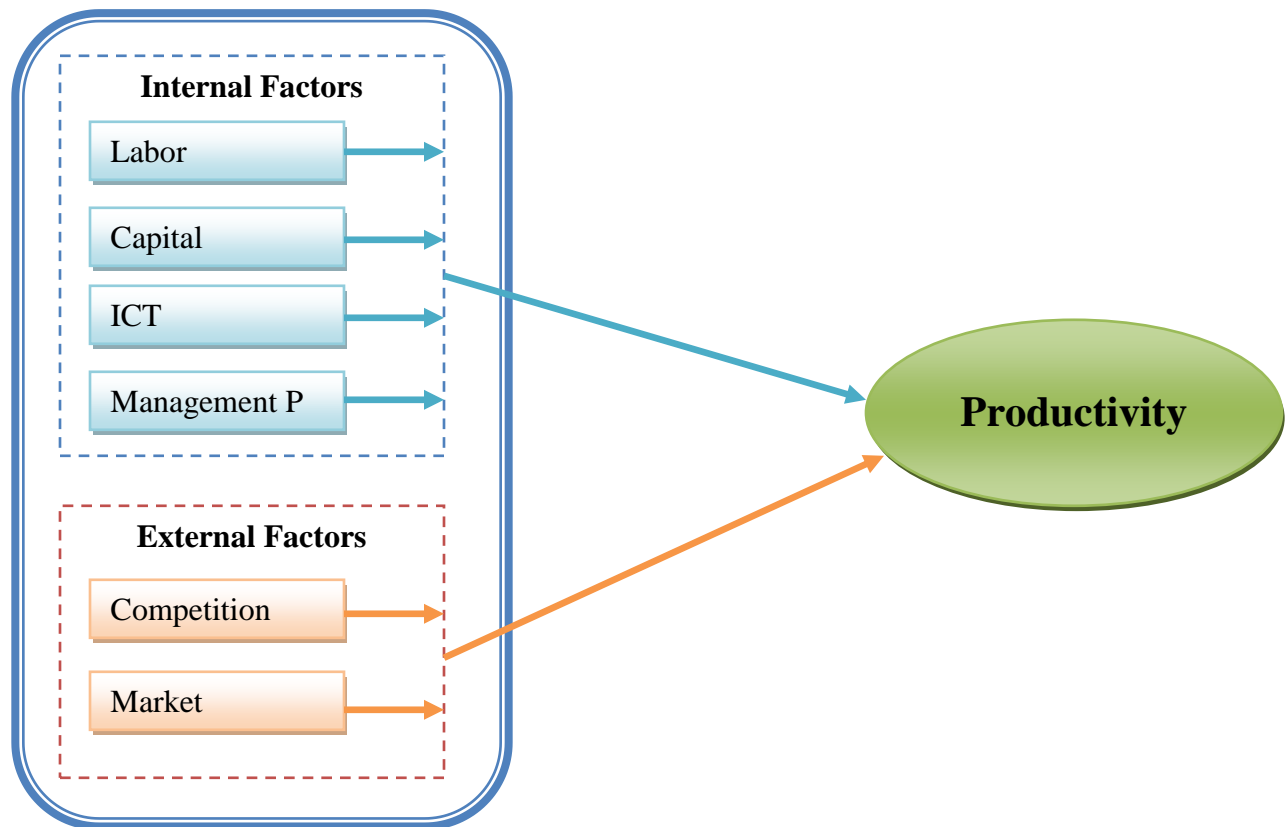 Internal Factors
Labor
Capital
ICT
Management P
Productivity
External Factors
Competition
Market